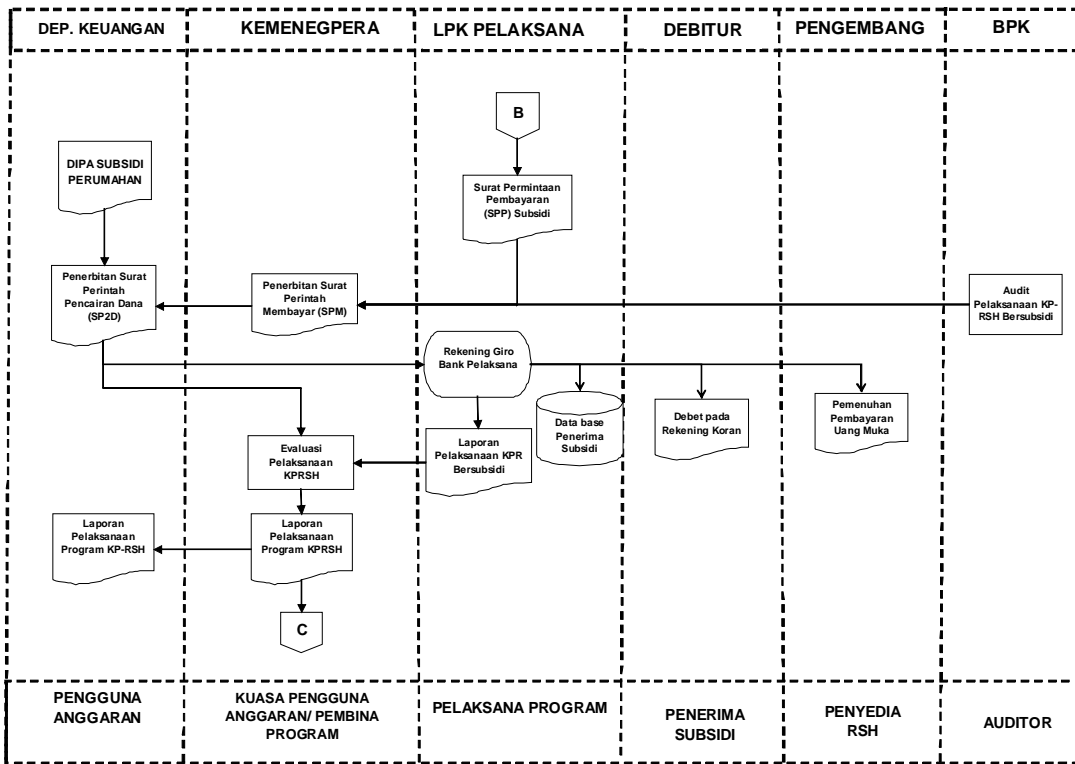 DEP. KEUANGAN
KEMENEGPERA
LPK PELAKSANA
DEBITUR
PENGEMBANG
BPK
B
DIPA SUBSIDI
PERUMAHAN
Surat Permintaan
Pembayaran
(SPP) Subsidi
Penerbitan Surat
Perintah
Pencairan Dana
(SP2D)
Penerbitan Surat
Perintah
Membayar (SPM)
Audit
Pelaksanaan KP-
RSH Bersubsidi
Rekening Giro
Bank Pelaksana
Data base
Penerima
Subsidi
Debet pada
Rekening Koran
Pemenuhan
Pembayaran
Uang Muka
Evaluasi
Pelaksanaan
KPRSH
Laporan
Pelaksanaan KPR
Bersubsidi
Laporan
Pelaksanaan
Program KP-RSH
Laporan
Pelaksanaan
Program KPRSH
C
PENGGUNA
ANGGARAN
KUASA PENGGUNA
ANGGARAN/ PEMBINA
PROGRAM
PELAKSANA PROGRAM
PENERIMA
SUBSIDI
PENYEDIA
RSH
AUDITOR